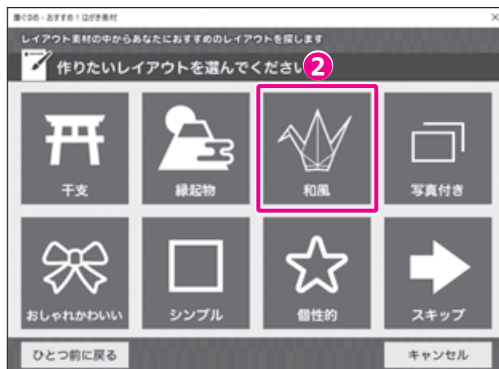 筆ぐるめ - おすすめ！はがき素材
レイアウト素材の中からあなたにおすすめのレイアウトを探します
作りたいレイアウトを選んでください
2
干支
縁起物
和風
写真付き
おしゃれかわいい
シンプル
個性的
スキップ
ひとつ前に戻る
キャンセル